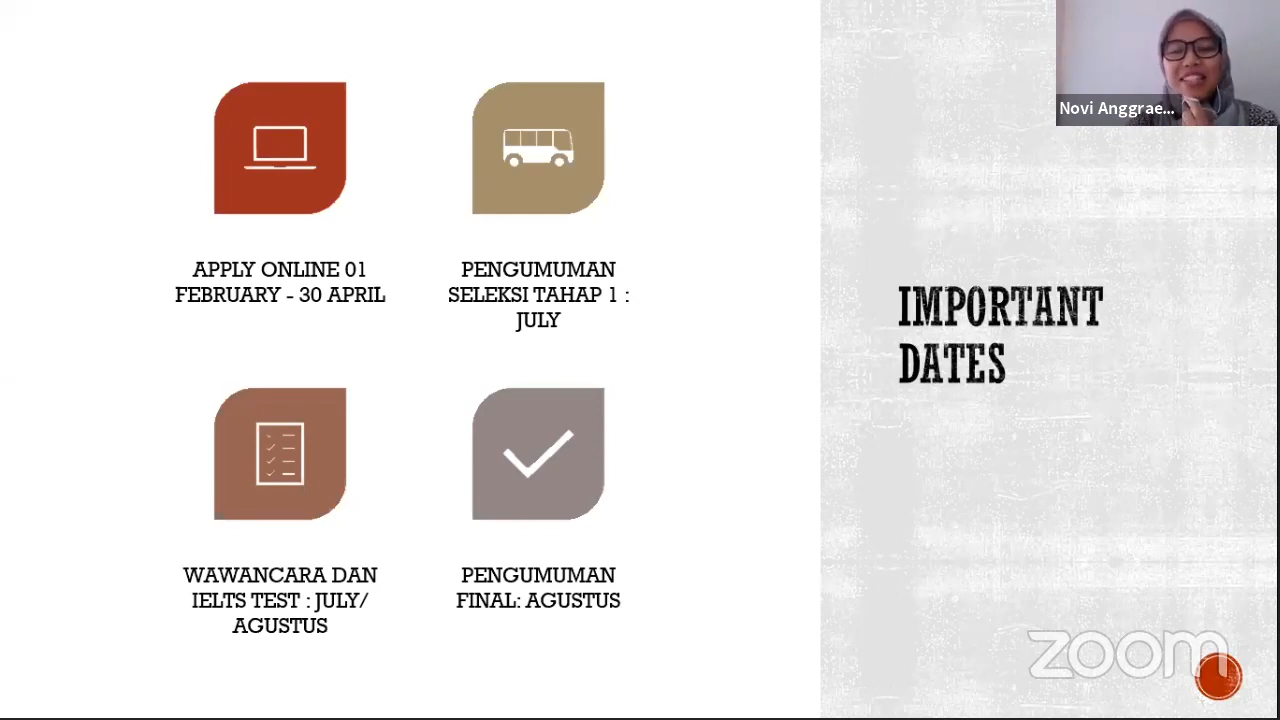 Novi Anggrae...
APPLY ONLINE 01
FEBRUARY - 30 APRIL
PENGUMUMAN
SELEKSI TAHAP 1 :
JULY
WAWANCARA DAN
IELTS TEST : JULY/
AGUSTUS
PENGUMUMAN
FINAL: AGUSTUS
IMPORTANT
DATES
zoom